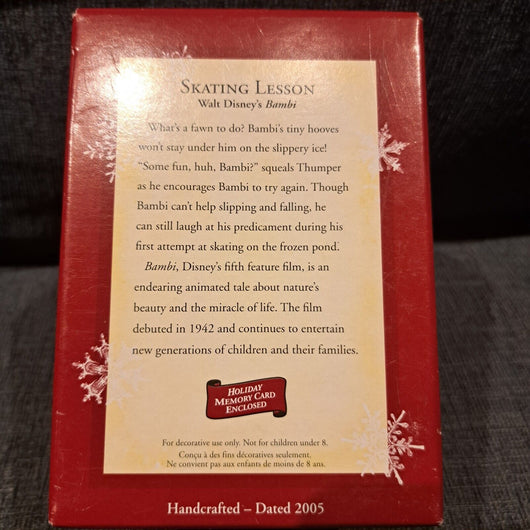 SKATING LESSON
Walt Disney's Bambi
What's a fawn to do? Bambi's tiny hooves
won't stay under him on the slippery ice!
"Some fun, huh, Bambi?" squeals Thumper
as he encourages Bambi to try again. Though
Bambi can't help slipping and falling, he
can still laugh at his predicament during his
first attempt at skating on the frozen pond.
Bambi, Disney's fifth feature film, is an
endearing animated tale about nature's
beauty and the miracle of life. The film
debuted in 1942 and continues to entertain
new generations of children and their families.
HOLIDAY
MEMORY CARD
ENCLOSED
For decorative use only. Not for children under 8.
Conçu à des fins décoratives seulement.
Ne convient pas aux enfants de moins de 8 ans.
Handcrafted – Dated 2005